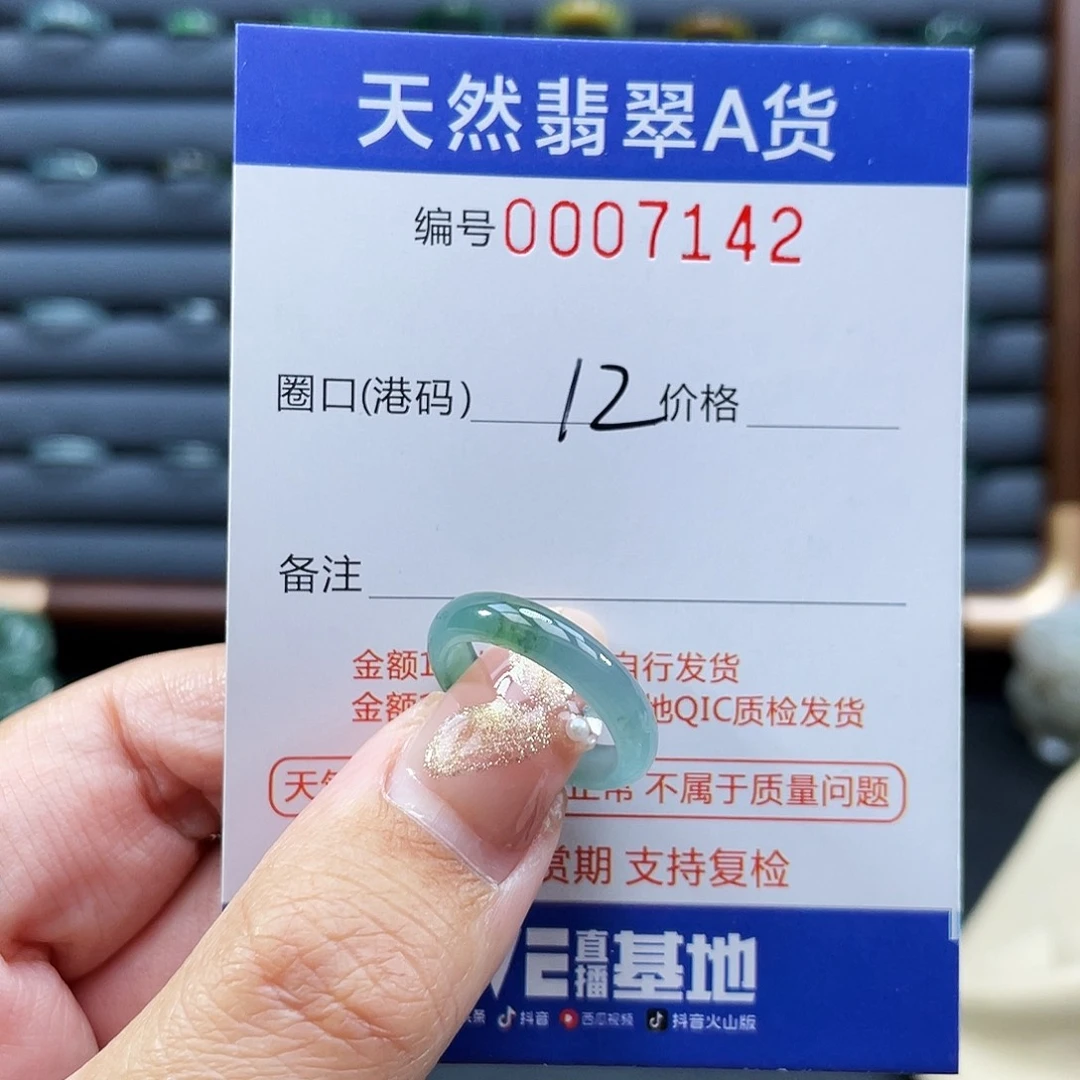 天然翡翠A货
编号0007142
圈口(港码) 12 价格
备注
金额1 自行发货
金额 地QIC质检发货
天然 正常 不属于质量问题
赏期 支持复检
直播基地
抖音 西瓜视频 抖音火山版